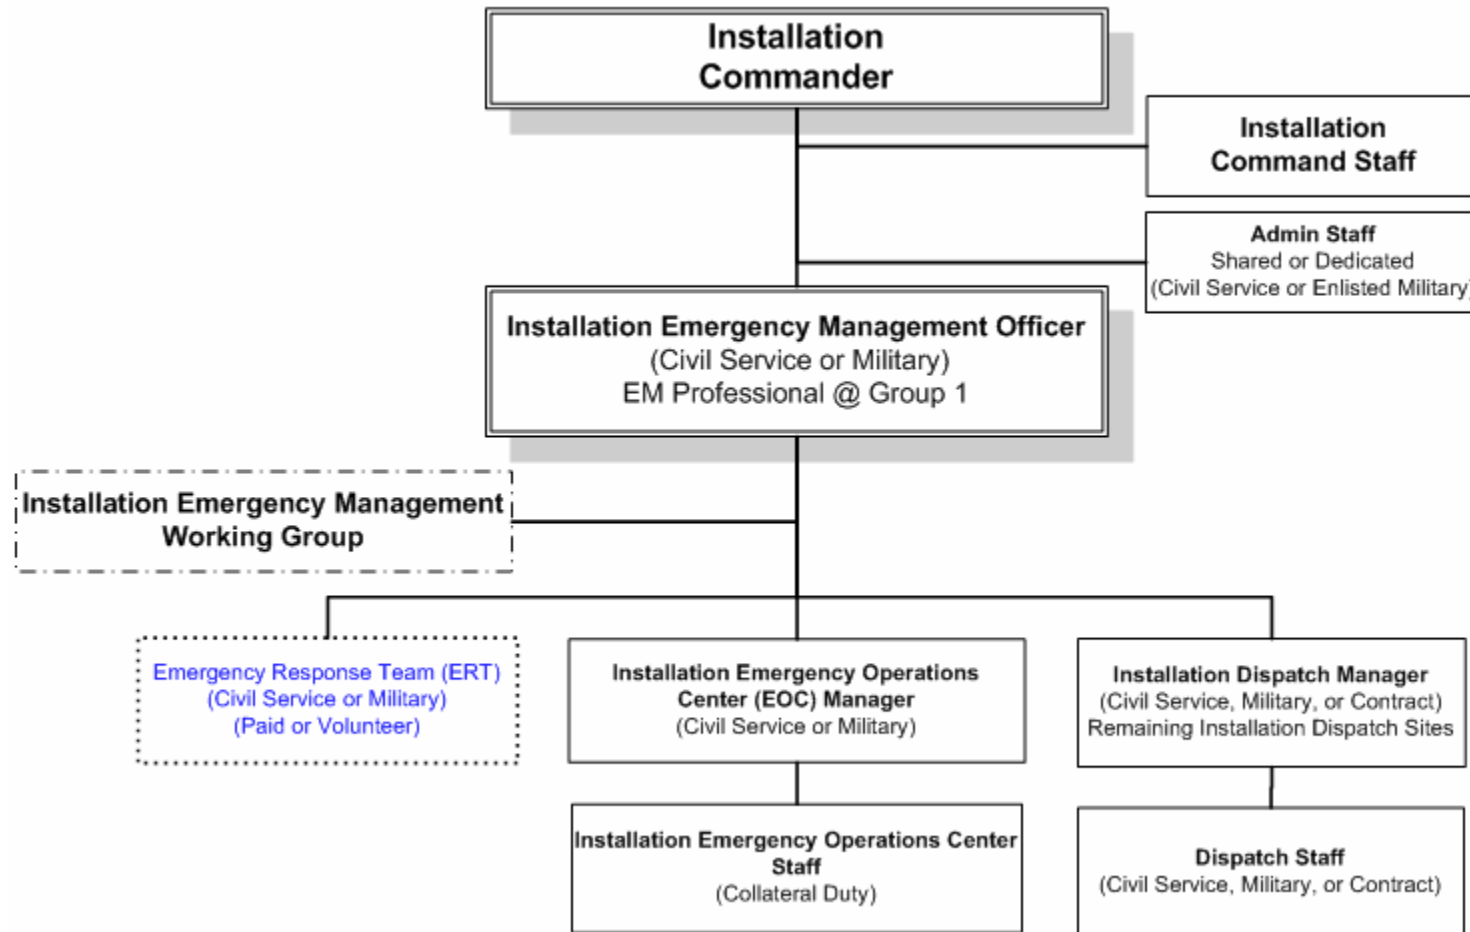 Installation
Commander
Installation
Command Staff
Admin Staff
Shared or Dedicated
(Civil Service or Enlisted Military)
Installation Emergency Management Officer
(Civil Service or Military)
EM Professional @ Group 1
Installation Emergency Management
Working Group
Emergency Response Team (ERT)
(Civil Service or Military)
(Paid or Volunteer)
Installation Emergency Operations
Center (EOC) Manager
(Civil Service or Military)
Installation Dispatch Manager
(Civil Service, Military, or Contract)
Remaining Installation Dispatch Sites
Installation Emergency Operations Center
Staff
(Collateral Duty)
Dispatch Staff
(Civil Service, Military, or Contract)